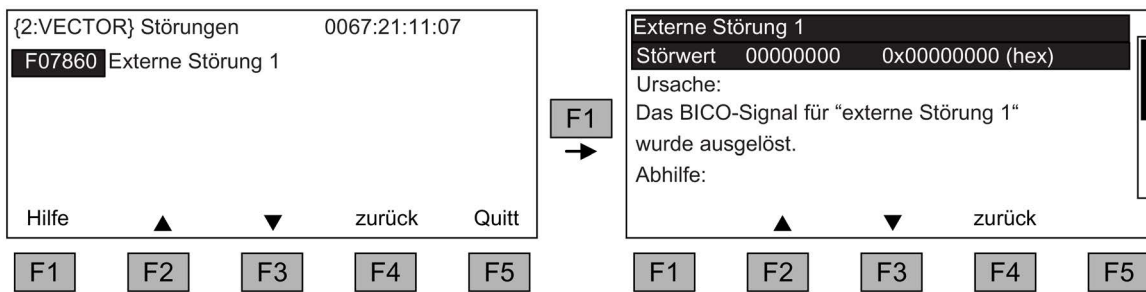 {2:VECTOR} Störungen 0067:21:11:07
F07860 Externe Störung 1
Hilfe ▲ ▼ zurück Quitt
F1 F2 F3 F4 F5
F1
Externe Störung 1
Störwert 00000000 0x00000000 (hex)
Ursache:
Das BICO-Signal für “externe Störung 1“
wurde ausgelöst.
Abhilfe:
▲ ▼ zurück
F1 F2 F3 F4 F5